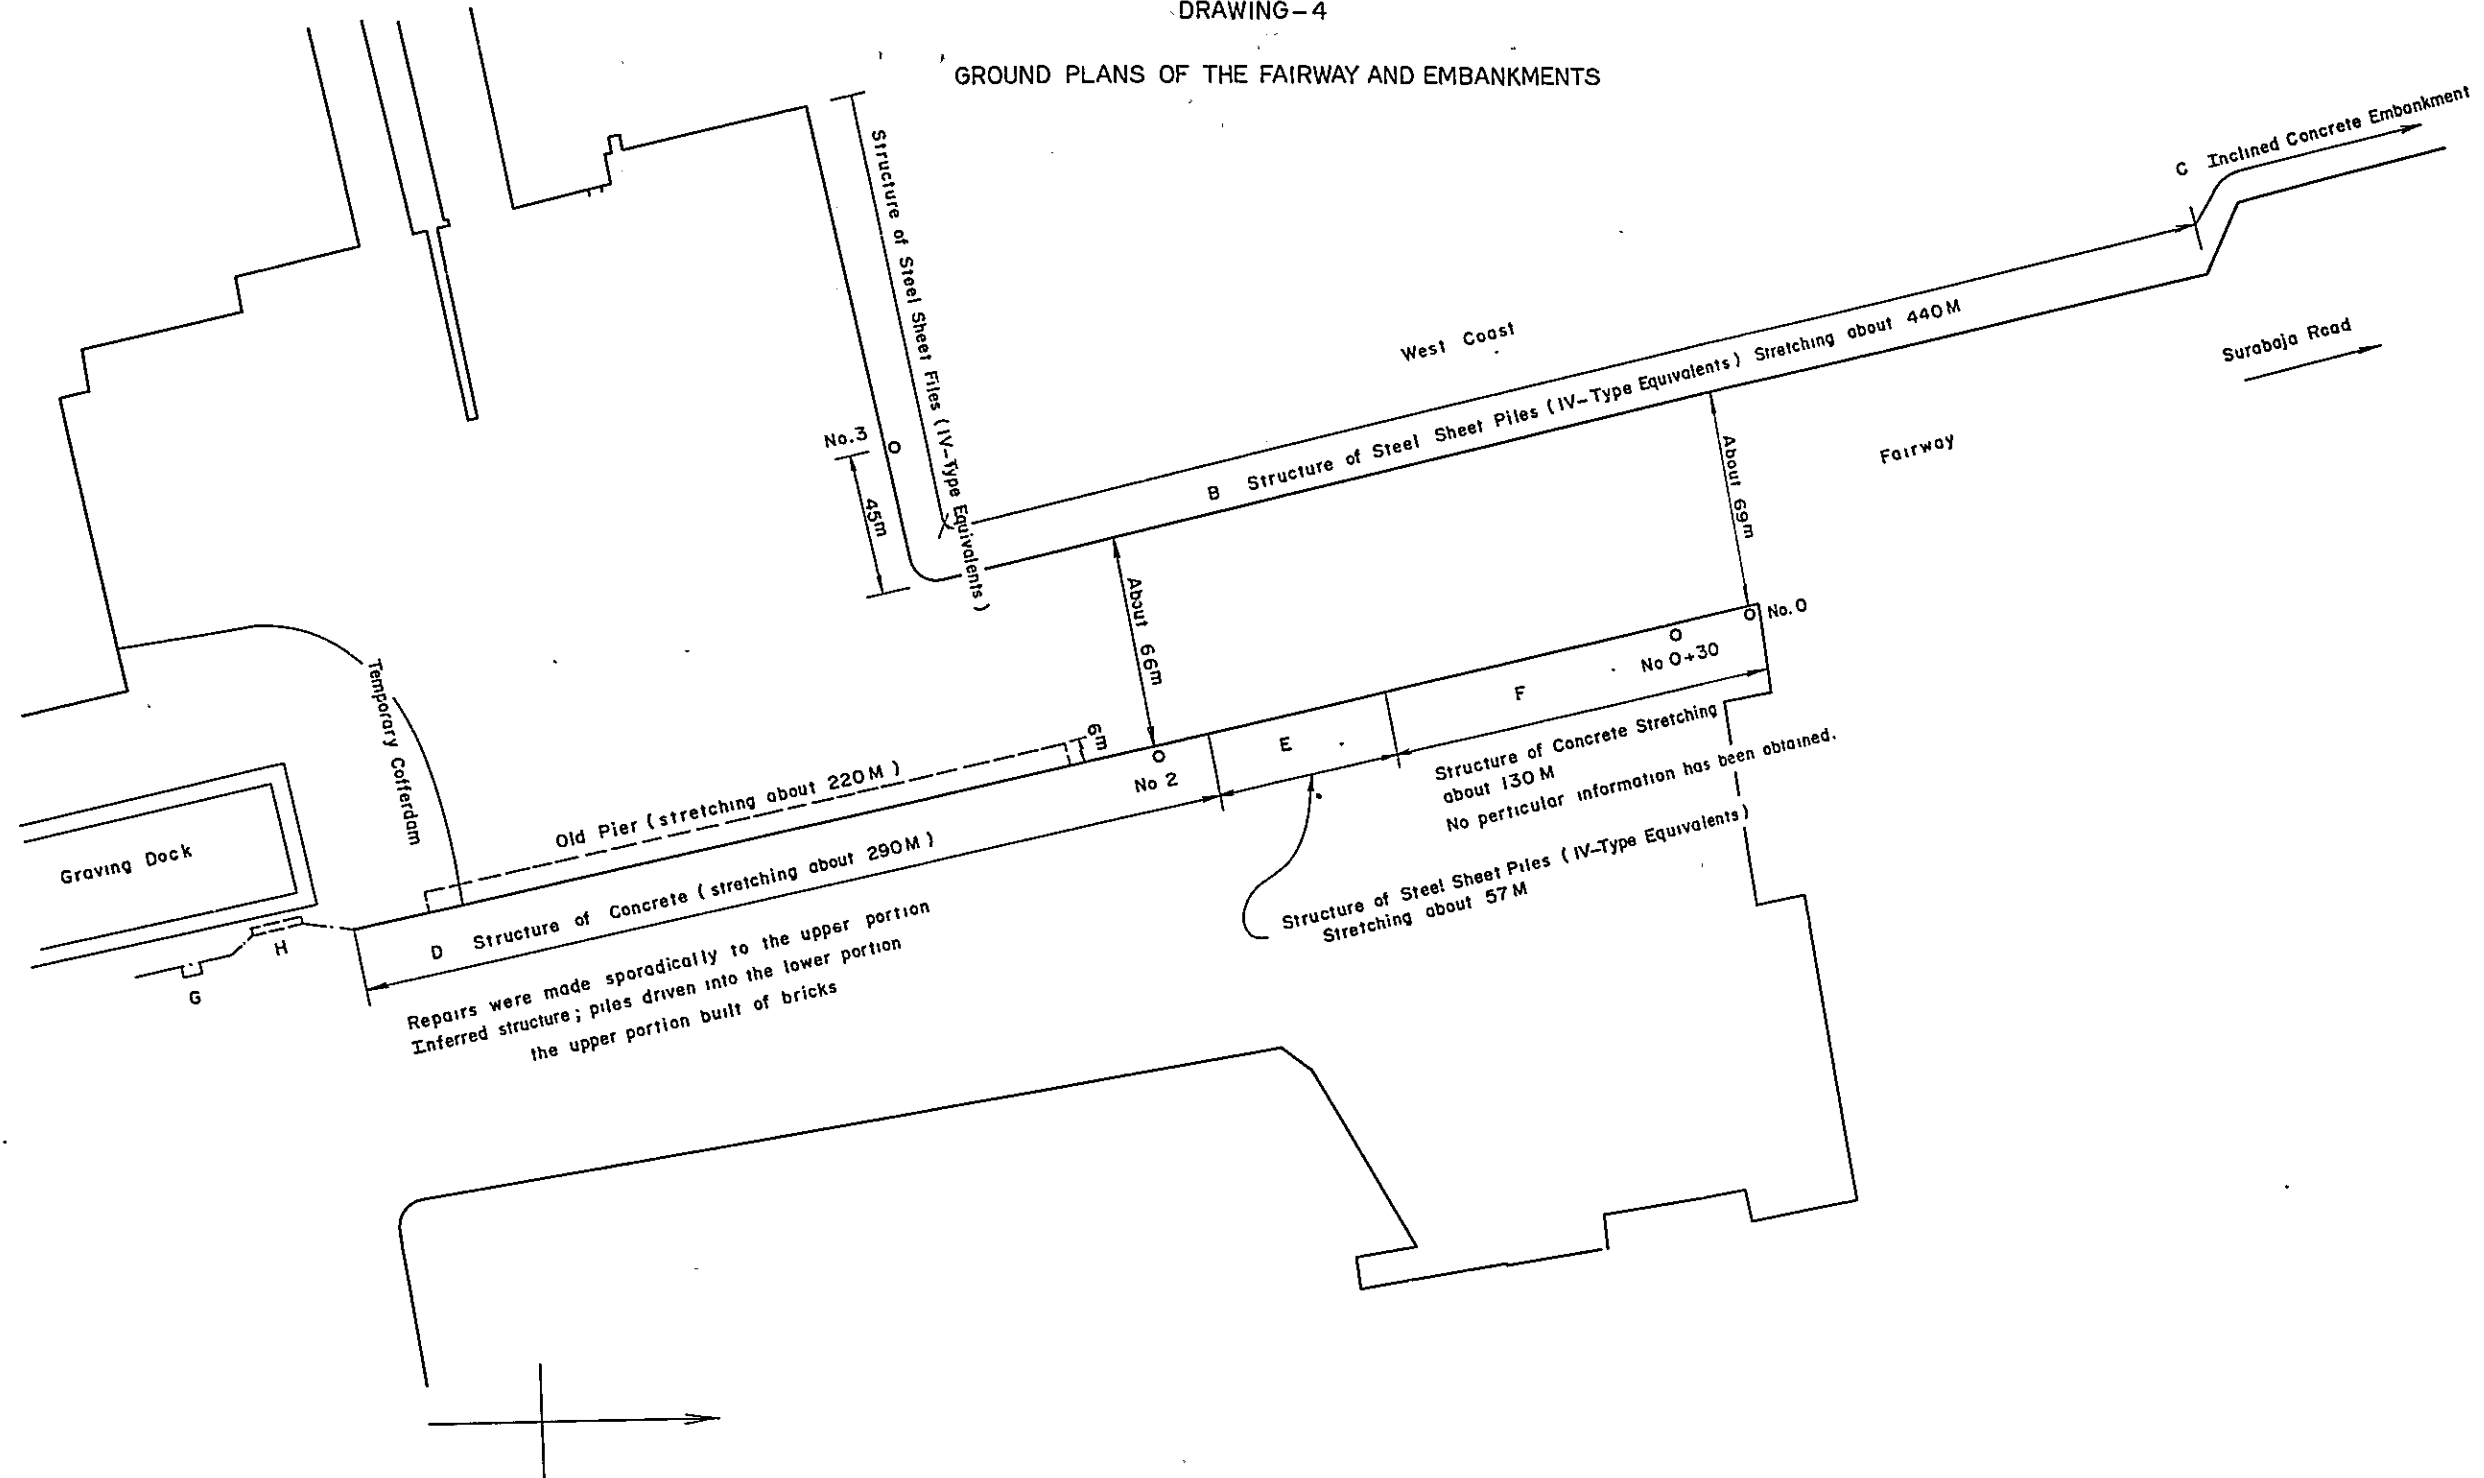 DRAWING-4
GROUND PLANS OF THE FAIRWAY AND EMBANKMENTS
C Inclined Concrete Embankment
Structure of Steel Sheet Files (IV-Type Equivalents)
West Coast
Surabaja Road
B Structure of Steel Sheet Piles (IV-Type Equivalents) Stretching about 440M
Fairway
No.3
45m
About 69m
About 66m
No.0
No 0+30
Temporary Cofferdam
F
E
6m
No 2
Structure of Concrete Stretching
about 130M
No perticular information has been obtained.
Old Pier (stretching about 220M)
Graving Dock
Structure of Steel Sheet Piles (IV-Type Equivalents)
Stretching about 57M
D Structure of Concrete (stretching about 290M)
H
G
Repairs were made sporadically to the upper portion
Inferred structure; piles driven into the lower portion
the upper portion built of bricks